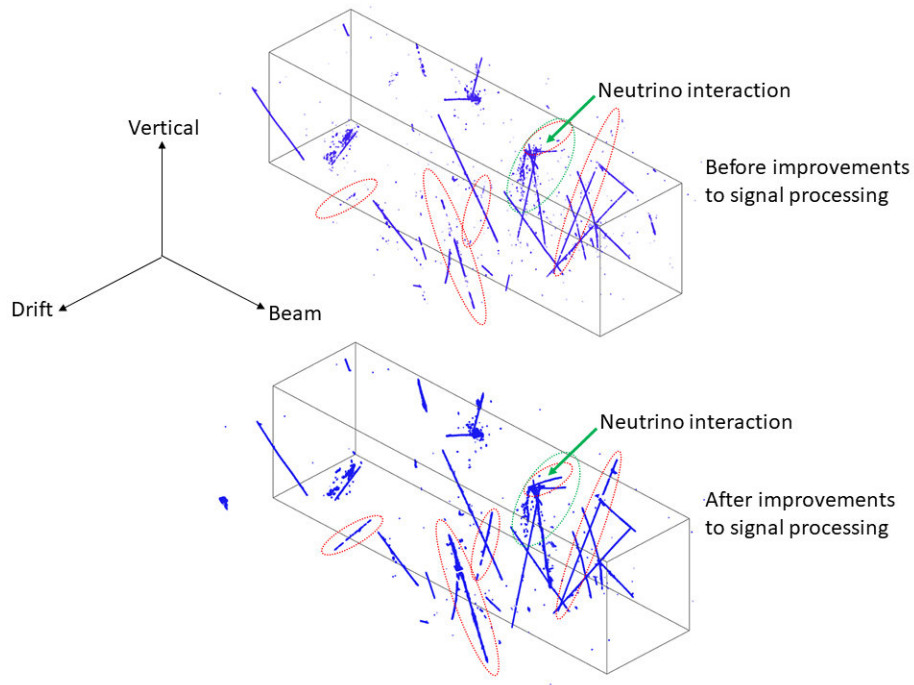 Neutrino interaction
Vertical
Before improvements
to signal processing
Drift
Beam
Neutrino interaction
After improvements
to signal processing